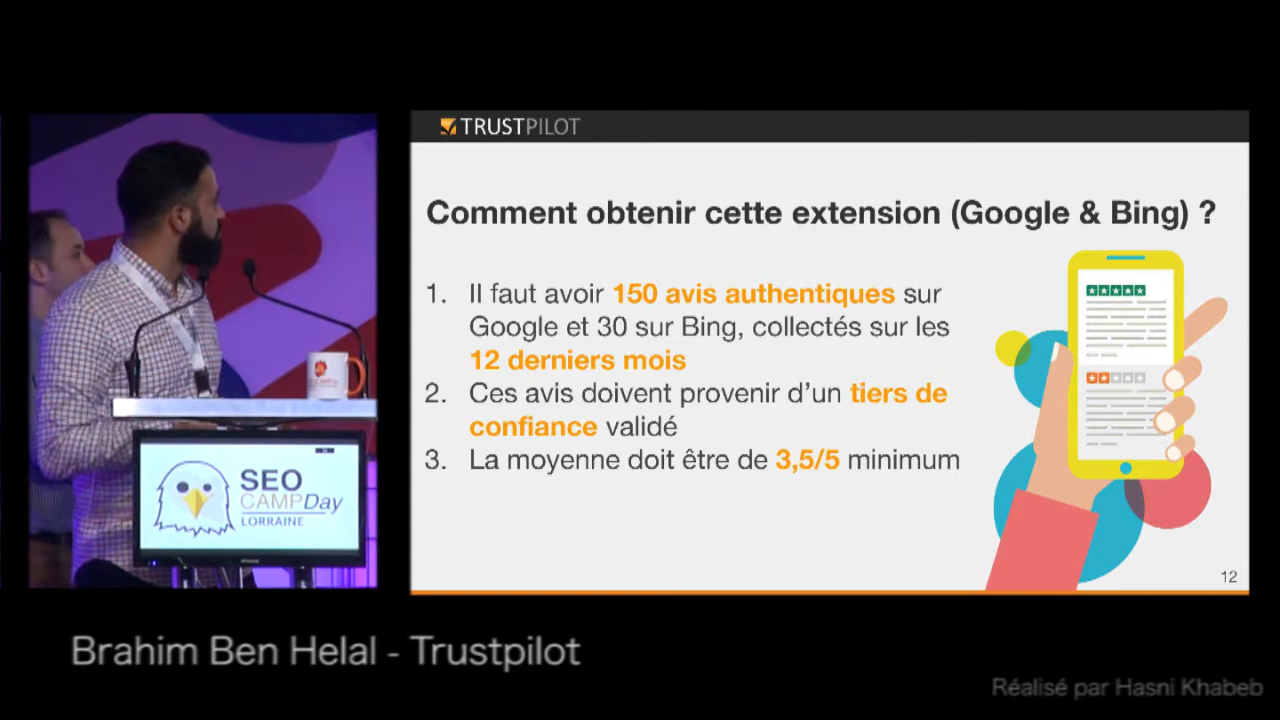 TRUSTPILOT
Comment obtenir cette extension (Google & Bing) ?
1. Il faut avoir 150 avis authentiques sur
Google et 30 sur Bing, collectés sur les
12 derniers mois
2. Ces avis doivent provenir d’un tiers de
confiance validé
3. La moyenne doit être de 3,5/5 minimum
12
SEO
CAMPDay
LORRAINE
Brahim Ben Helal - Trustpilot
Réalisé par Hasni Khabeb